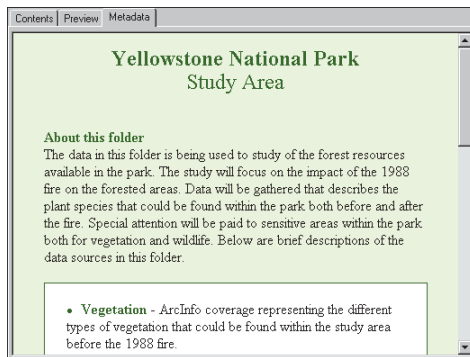 Contents Preview Metadata
Yellowstone National Park
Study Area
About this folder
The data in this folder is being used to study of the forest resources
available in the park. The study will focus on the impact of the 1988
fire on the forested areas. Data will be gathered that describes the
plant species that could be found within the park both before and after
the fire. Special attention will be paid to sensitive areas within the park
both for vegetation and wildlife. Below are brief descriptions of the
data sources in this folder.
• Vegetation - ArcInfo coverage representing the different
types of vegetation that could be found within the study area
before the 1988 fire.